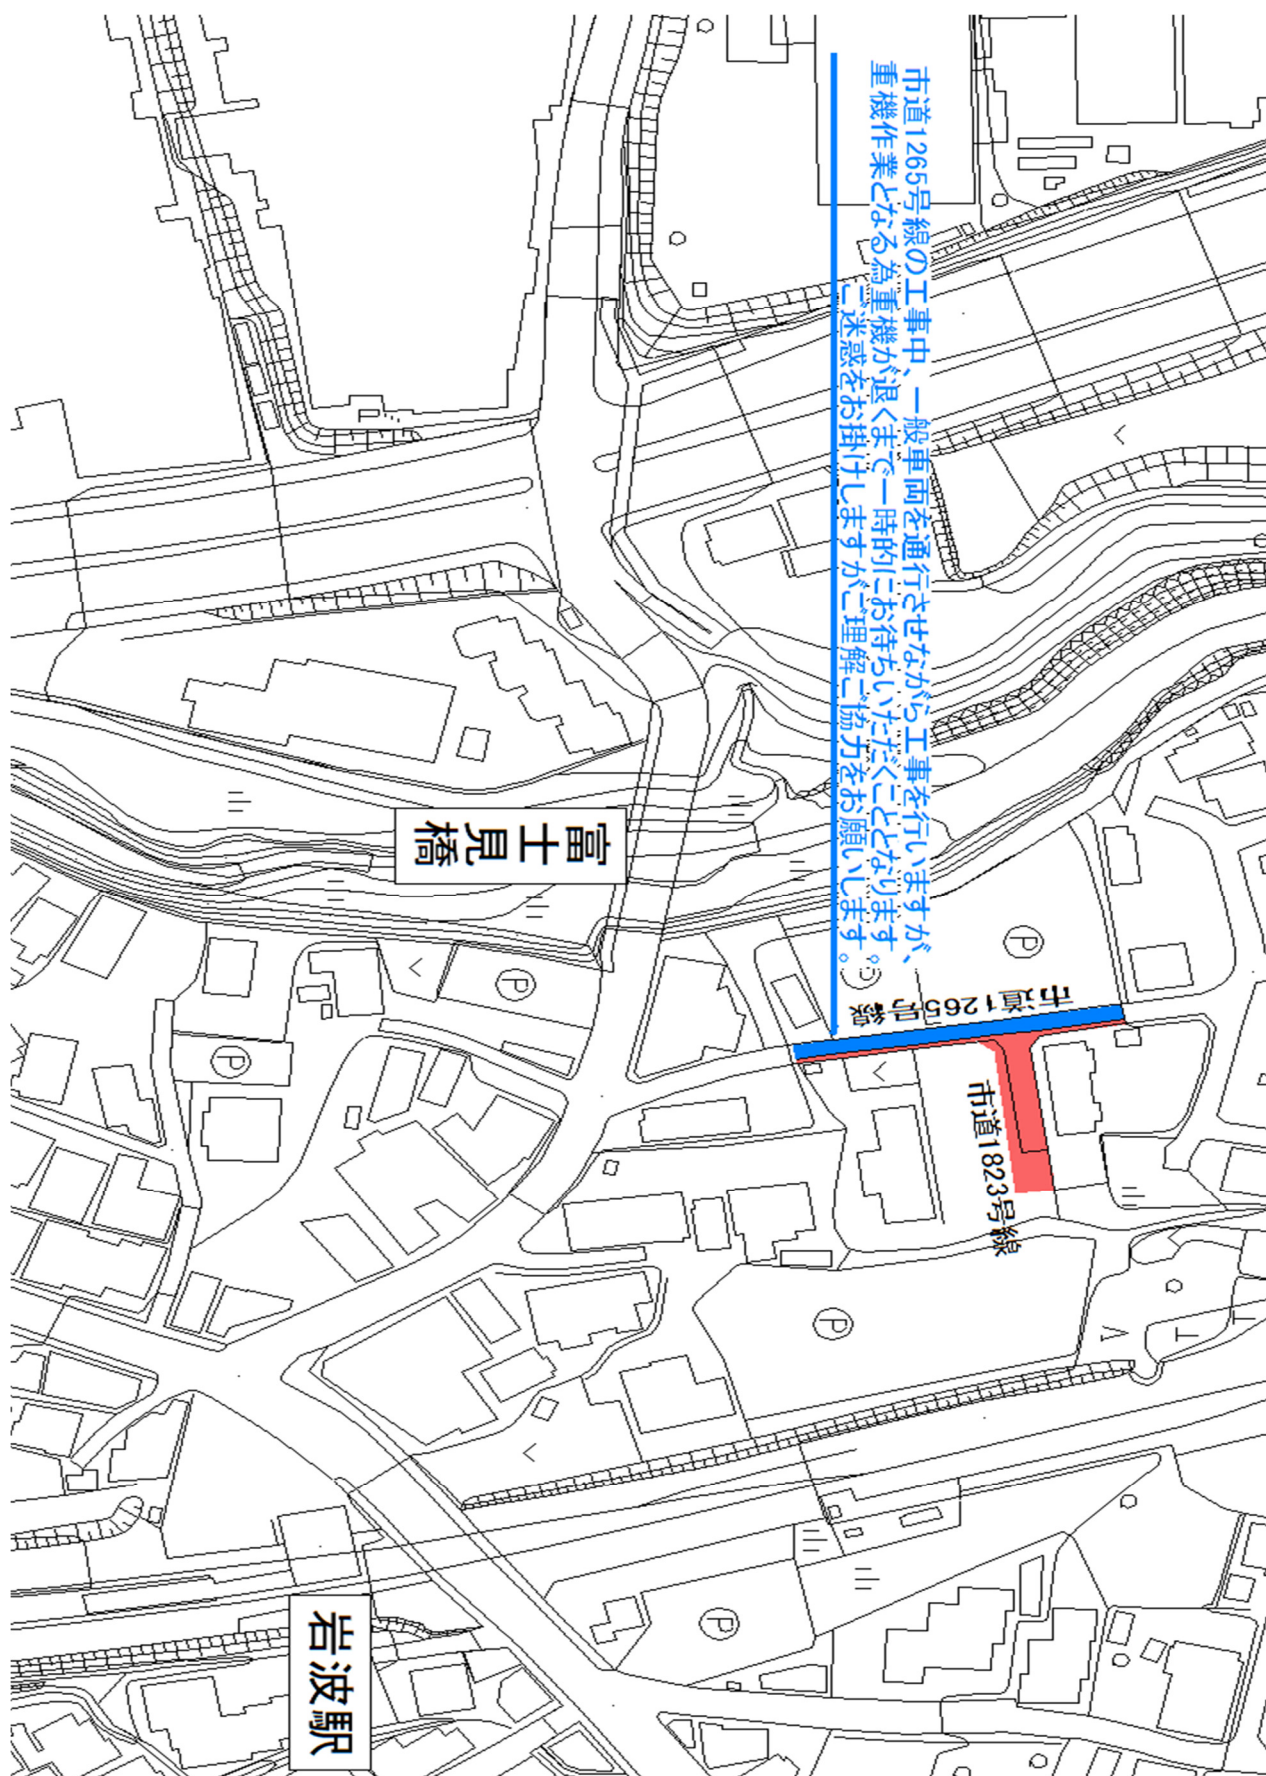 市道1265号線の工事中、一般車両を通行させながら工事を行いますが、
重機作業となる為重機が退くまで一時的にお待ちいただくこととなります。
ご迷惑をお掛けしますがご理解ご協力をお願いします。
富士見橋
P
P
P
P
市道1265号線
市道1823号線
P
P
岩波駅